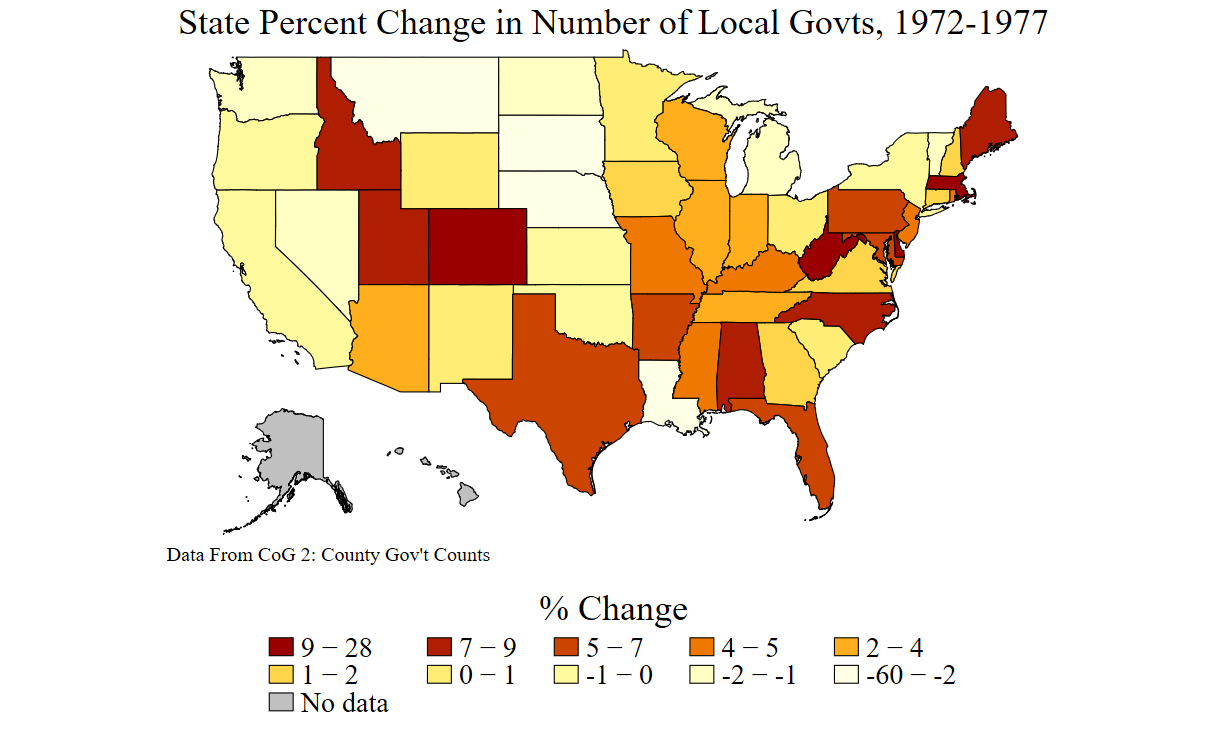 State Percent Change in Number of Local Govts, 1972-1977
Data From CoG 2: County Gov't Counts
% Change
9 − 28 7 − 9 5 − 7 4 − 5 2 − 4
1 − 2 0 − 1 -1 − 0 -2 − -1 -60 − -2
No data